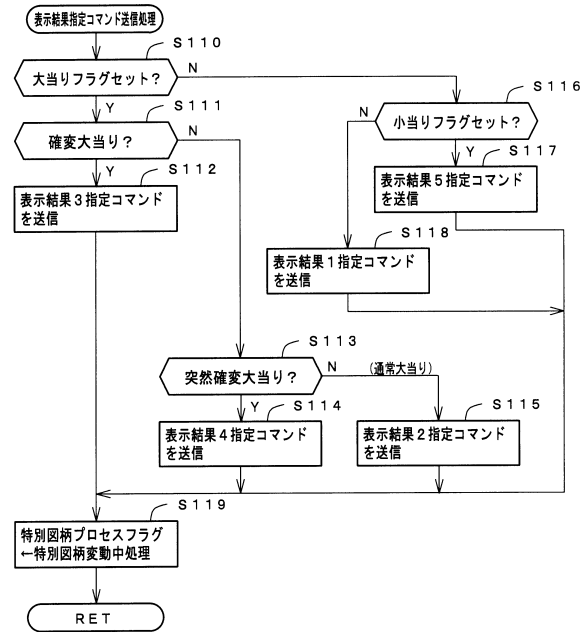 表示結果指定コマンド送信処理
S110
大当りフラグセット？
N
Y
S111
確変大当り？
N
Y
S112
表示結果３指定コマンド
を送信
S116
小当りフラグセット？
N
Y
S117
表示結果５指定コマンド
を送信
S118
表示結果１指定コマンド
を送信
S113
突然確変大当り？
N
(通常大当り)
Y
S114
表示結果４指定コマンド
を送信
S115
表示結果２指定コマンド
を送信
S119
特別図柄プロセスフラグ
←特別図柄変動中処理
RET